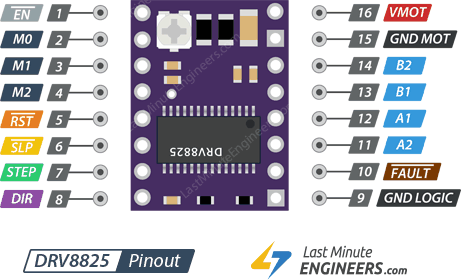 EN 1
M0 2
M1 3
M2 4
RST 5
SLP 6
STEP 7
DIR 8
DRV8825
LastMinuteEngineers.com
16 VMOT
15 GND MOT
14 B2
13 B1
12 A1
11 A2
10 FAULT
9 GND LOGIC
DRV8825 Pinout
Last Minute
ENGINEERS.com